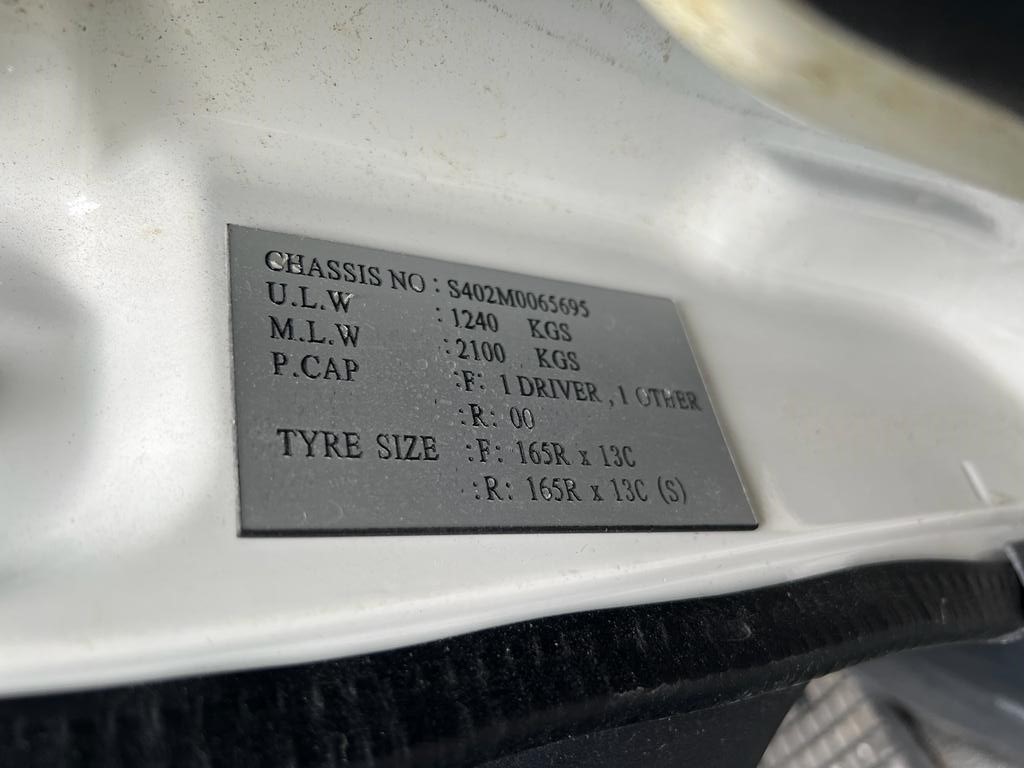 CHASSIS NO : S402M0065695
U.L.W : 1240 KGS
M.L.W : 2100 KGS
P.CAP :F: 1 DRIVER , 1 OTHER
:R: 00
TYRE SIZE :F: 165R x 13C
:R: 165R x 13C (S)